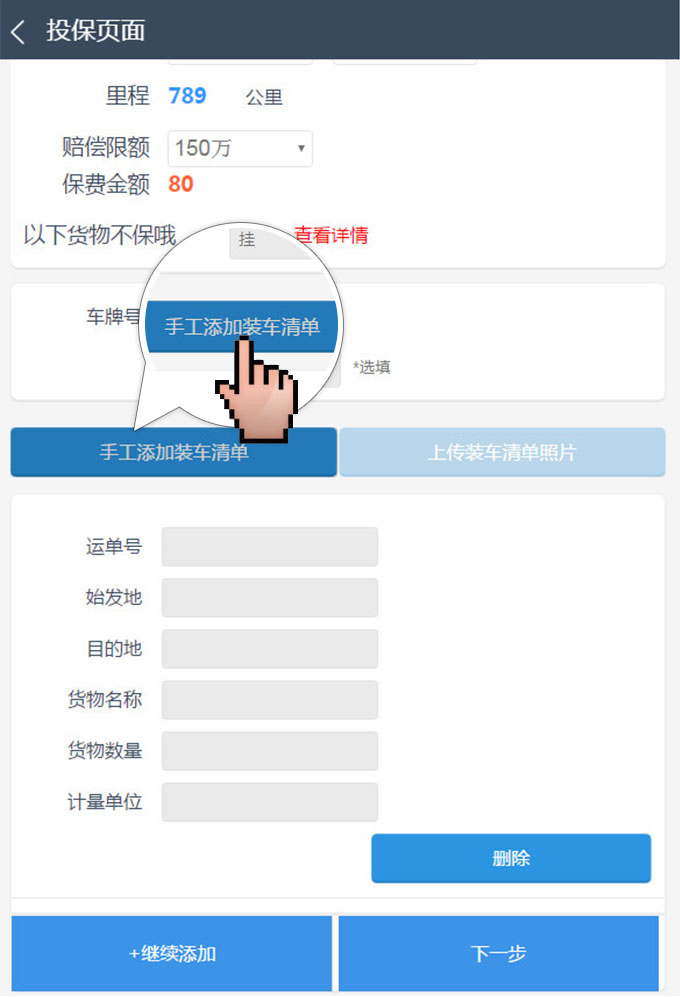 投保页面
里程 789 公里
赔偿限额 150万
保费金额 80
以下货物不保哦 查看详情
挂
车牌号
手工添加装车清单
*选填
手工添加装车清单 上传装车清单照片
运单号
始发地
目的地
货物名称
货物数量
计量单位
删除
+继续添加 下一步